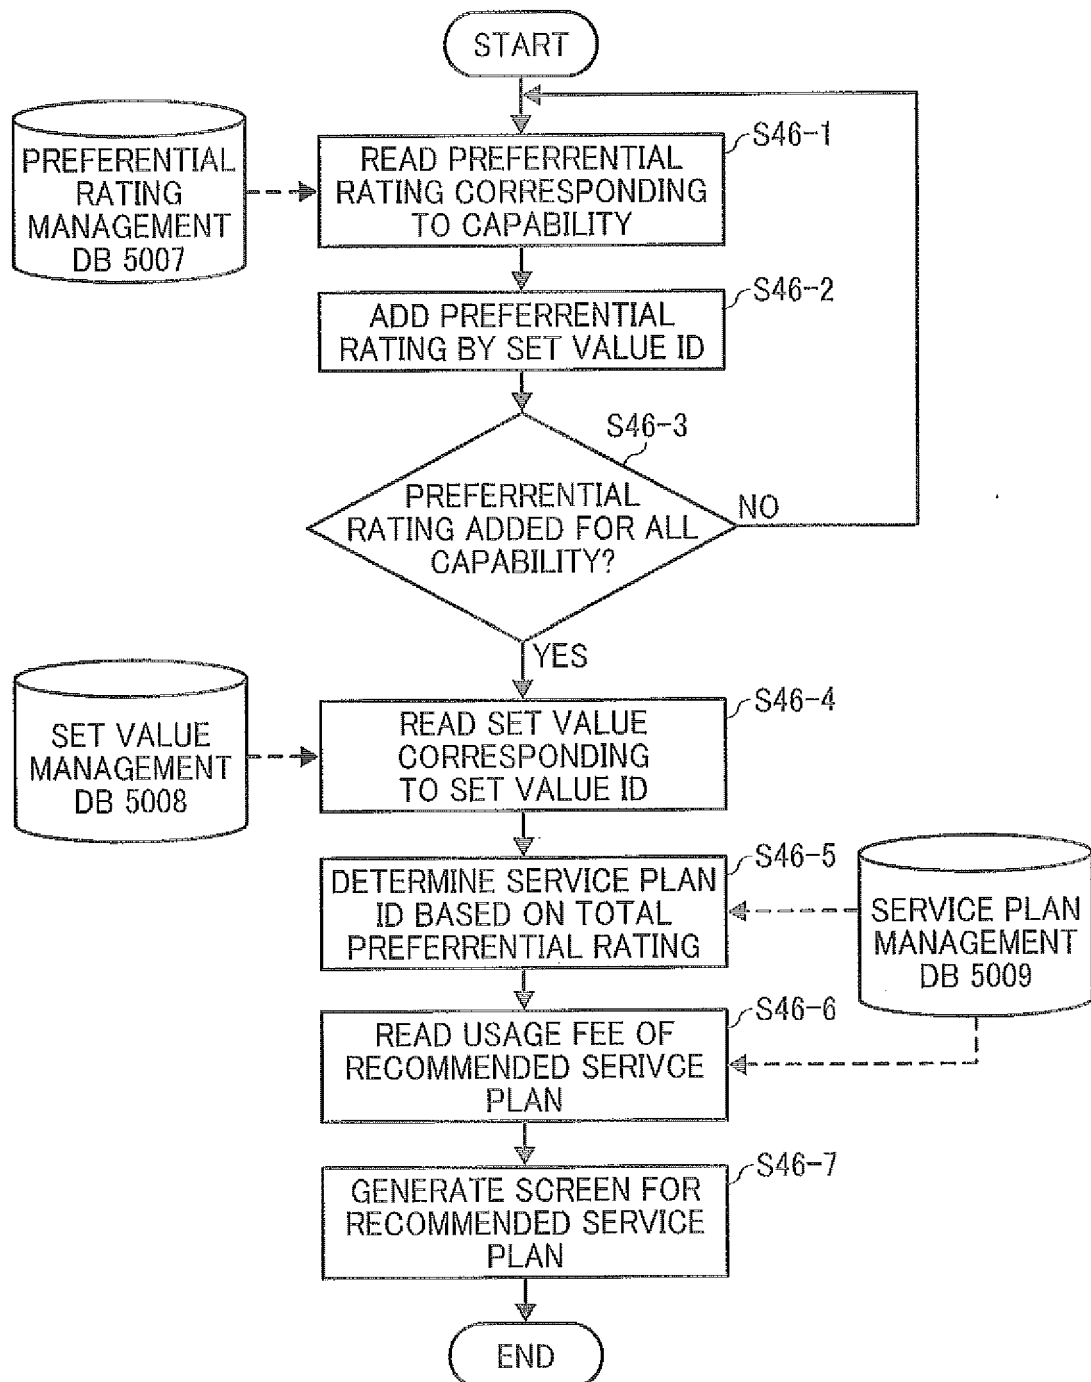 START
PREFERENTIAL
RATING
MANAGEMENT
DB 5007
S46-1
READ PREFERRENTIAL
RATING CORRESPONDING
TO CAPABILITY
S46-2
ADD PREFERRENTIAL
RATING BY SET VALUE ID
S46-3
PREFERRENTIAL
RATING ADDED FOR ALL
CAPABILITY?
NO
YES
SET VALUE
MANAGEMENT
DB 5008
S46-4
READ SET VALUE
CORRESPONDING
TO SET VALUE ID
S46-5
DETERMINE SERVICE PLAN
ID BASED ON TOTAL
PREFERRENTIAL RATING
SERVICE PLAN
MANAGEMENT
DB 5009
S46-6
READ USAGE FEE OF
RECOMMENDED SERIVCE
PLAN
S46-7
GENERATE SCREEN FOR
RECOMMENDED SERVICE
PLAN
END